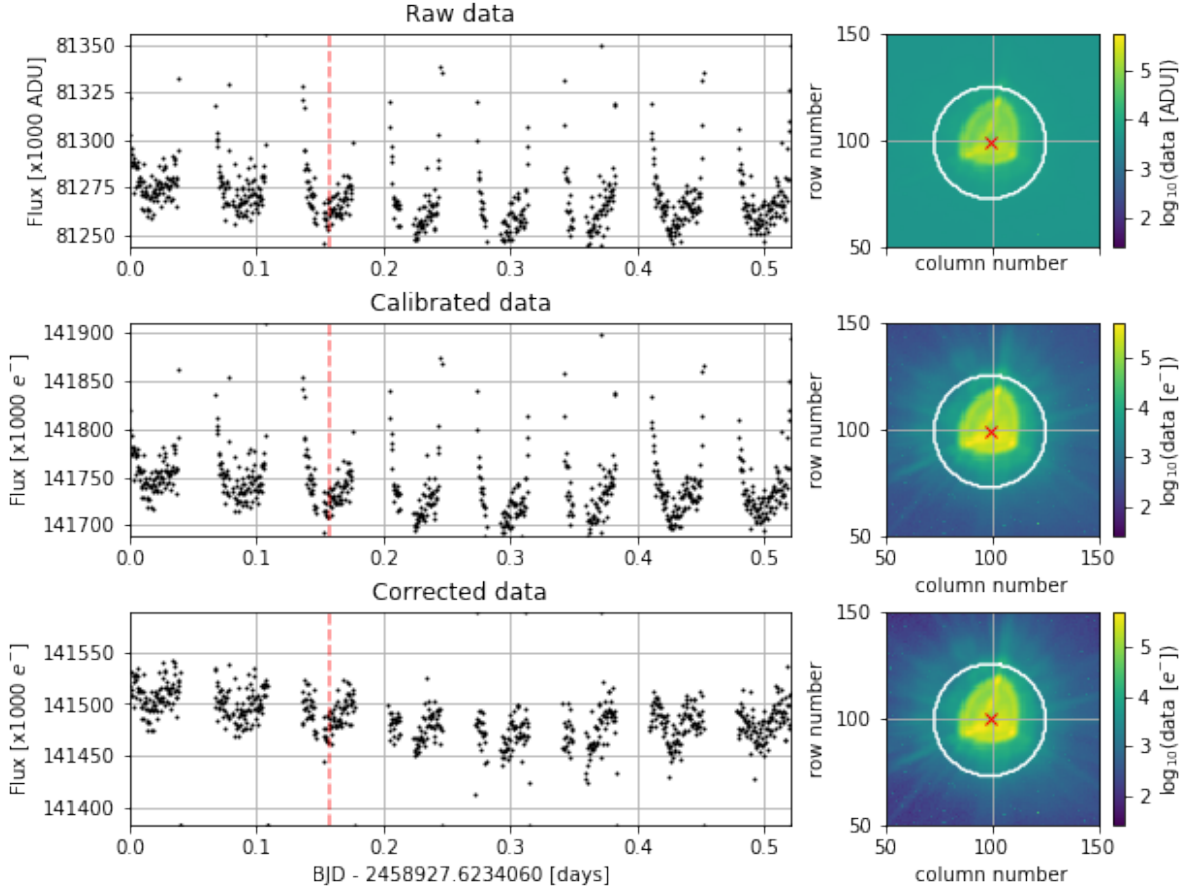 Raw data
Flux [x1000 ADU]
81350
81325
81300
81275
81250
0.0 0.1 0.2 0.3 0.4 0.5
row number
150
100
50
column number
log₁₀(data [ADU])
5
4
3
2
Calibrated data
Flux [x1000 e⁻]
141900
141850
141800
141750
141700
0.0 0.1 0.2 0.3 0.4 0.5
row number
150
100
50
50 100 150
column number
log₁₀(data [e⁻])
5
4
3
2
Corrected data
Flux [x1000 e⁻]
141550
141500
141450
141400
0.0 0.1 0.2 0.3 0.4 0.5
BJD - 2458927.6234060 [days]
row number
150
100
50
50 100 150
column number
log₁₀(data [e⁻])
5
4
3
2